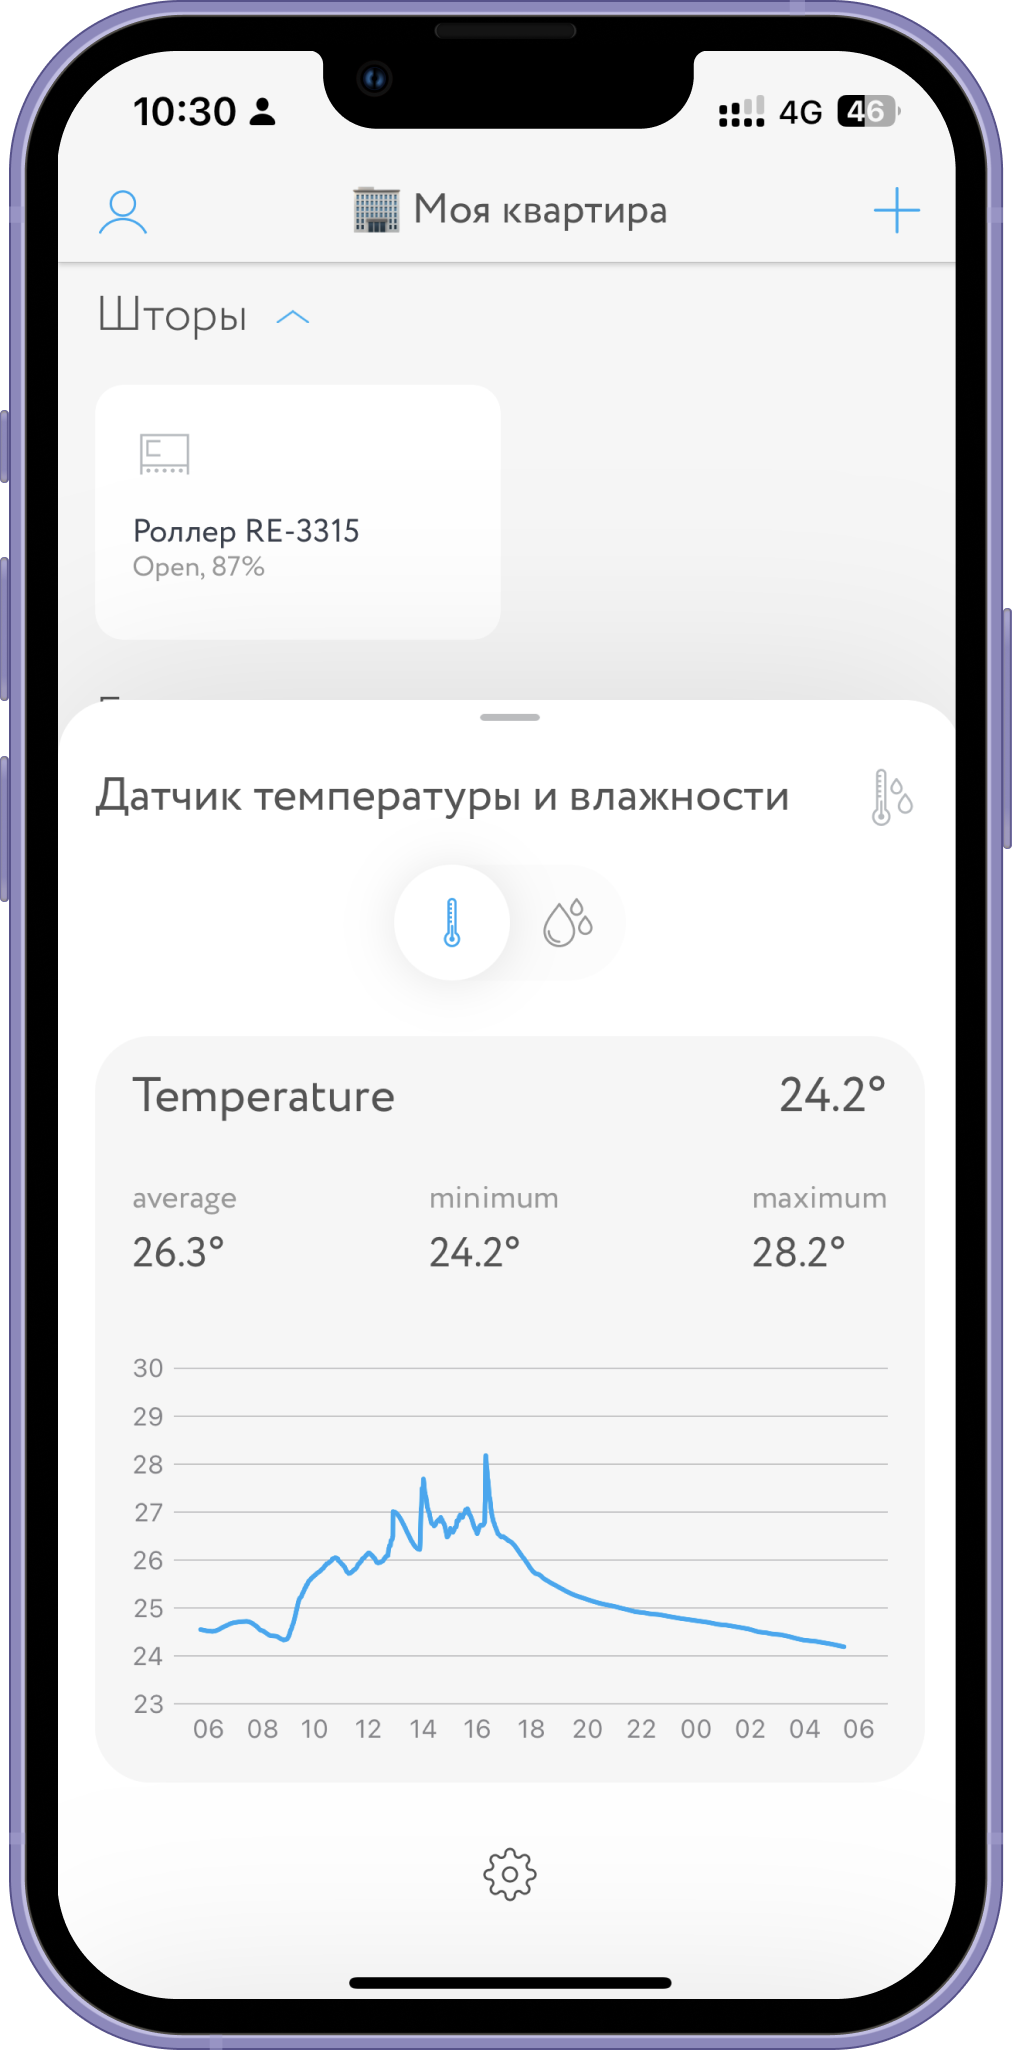 10:30 4G 46
Моя квартира
Шторы
Роллер RE-3315
Open, 87%
Датчик температуры и влажности
Temperature 24.2°
average minimum maximum
26.3° 24.2° 28.2°
30
29
28
27
26
25
24
23
06 08 10 12 14 16 18 20 22 00 02 04 06